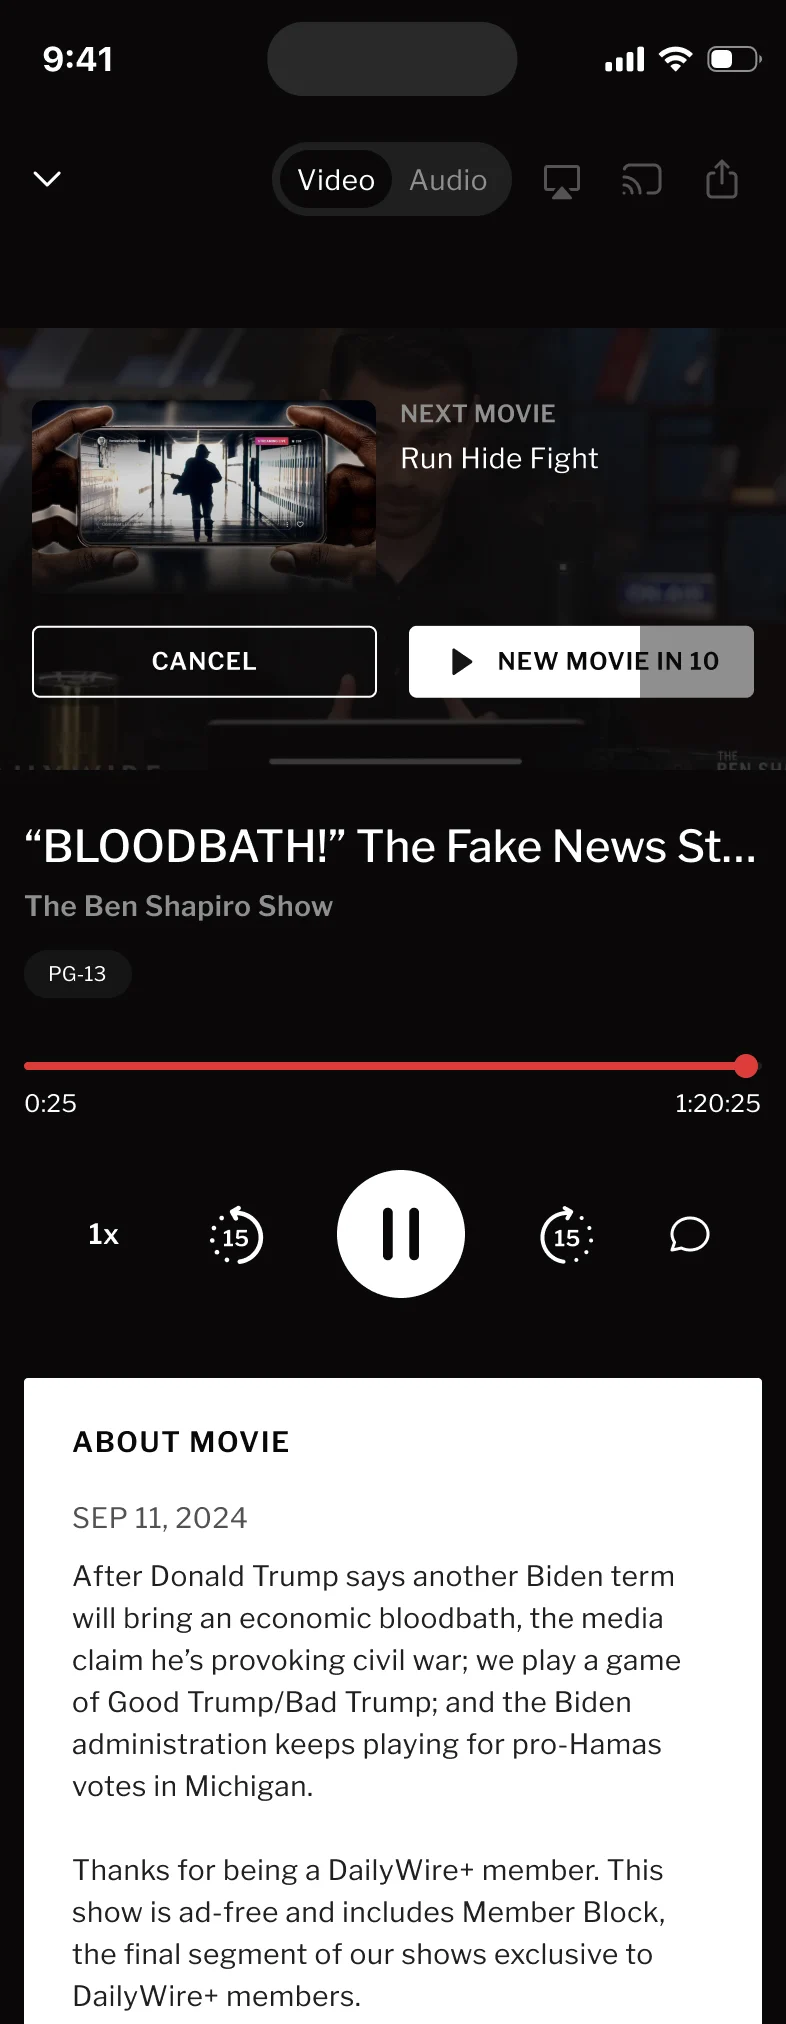 9:41
Video Audio
NEXT MOVIE
Run Hide Fight
CANCEL
NEW MOVIE IN 10
THE
BEN SH
“BLOODBATH!” The Fake News St...
The Ben Shapiro Show
PG-13
0:25 1:20:25
1x 15 15
ABOUT MOVIE
SEP 11, 2024
After Donald Trump says another Biden term
will bring an economic bloodbath, the media
claim he’s provoking civil war; we play a game
of Good Trump/Bad Trump; and the Biden
administration keeps playing for pro-Hamas
votes in Michigan.
Thanks for being a DailyWire+ member. This
show is ad-free and includes Member Block,
the final segment of our shows exclusive to
DailyWire+ members.